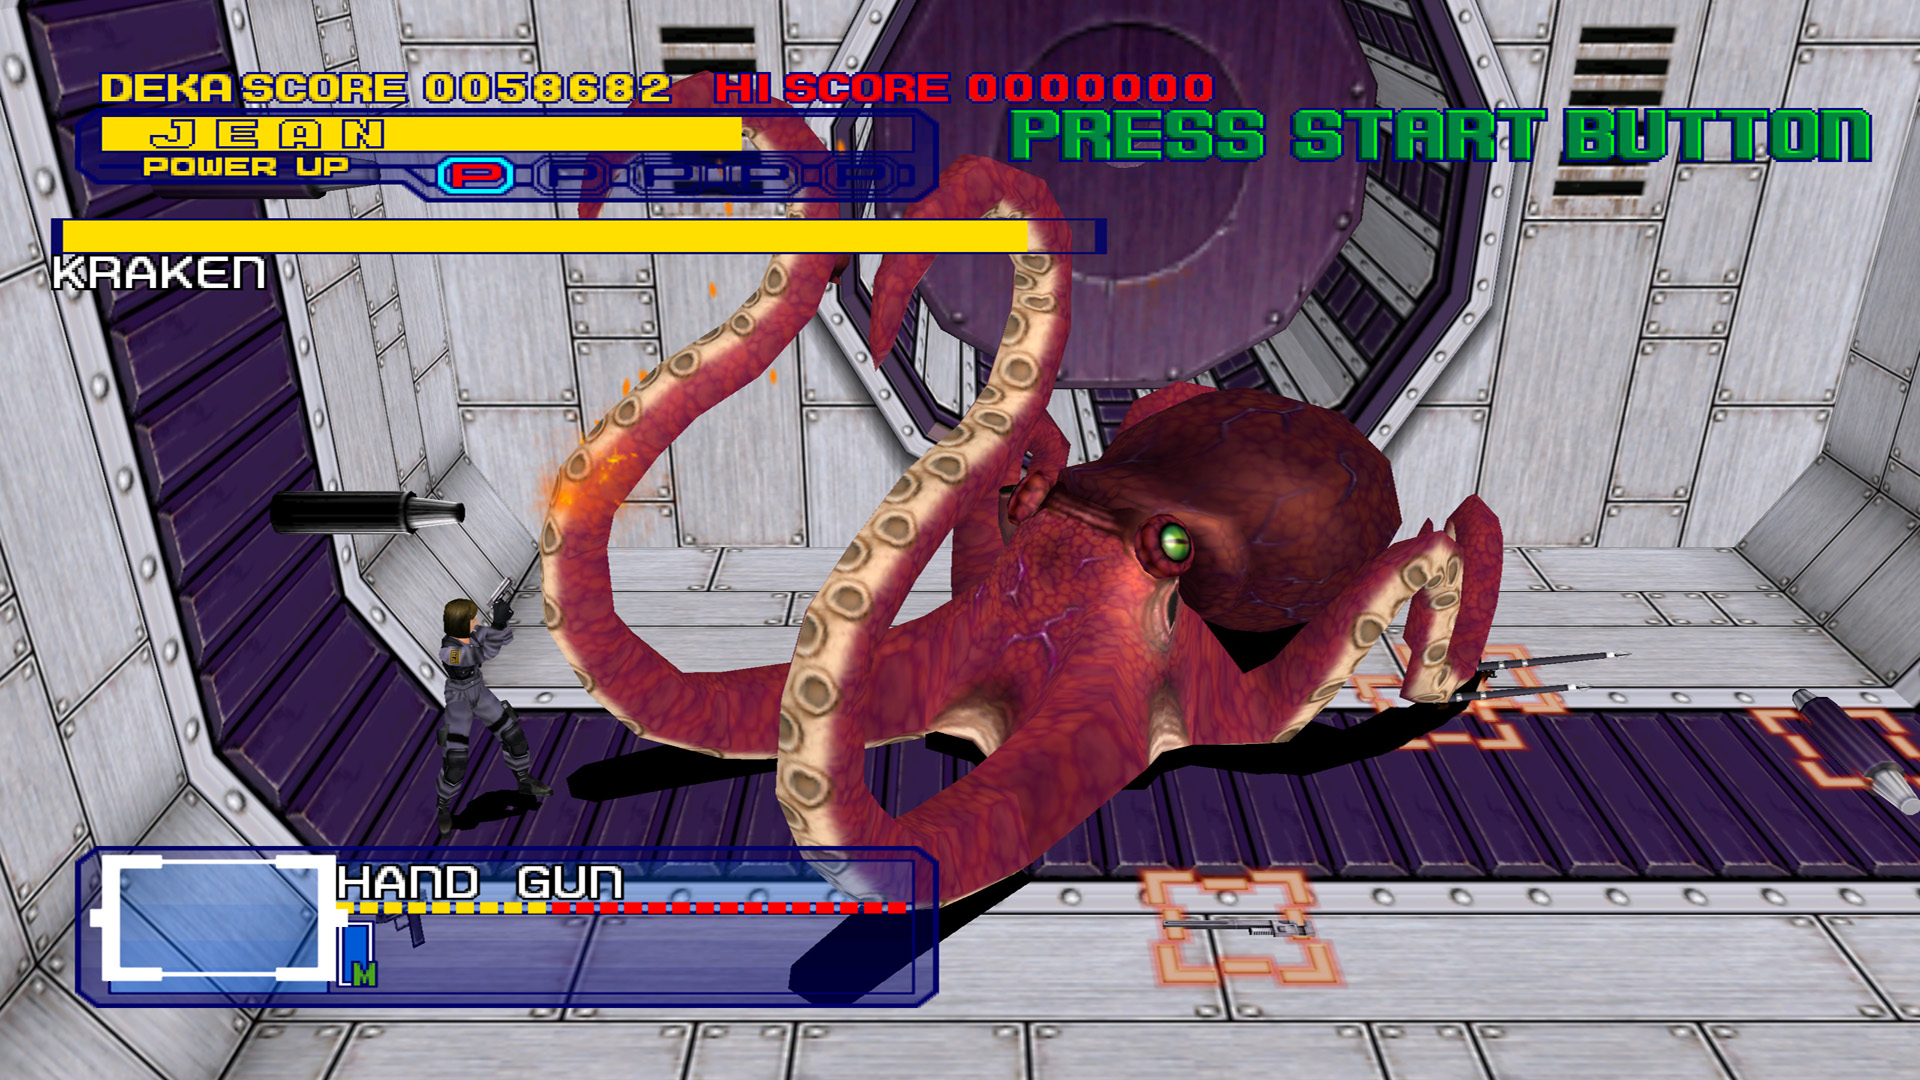 DEKA SCORE 0058682 HI SCORE 0000000
PRESS START BUTTON
JEAN
POWER UP P P P P P
KRAKEN
HAND GUN
M